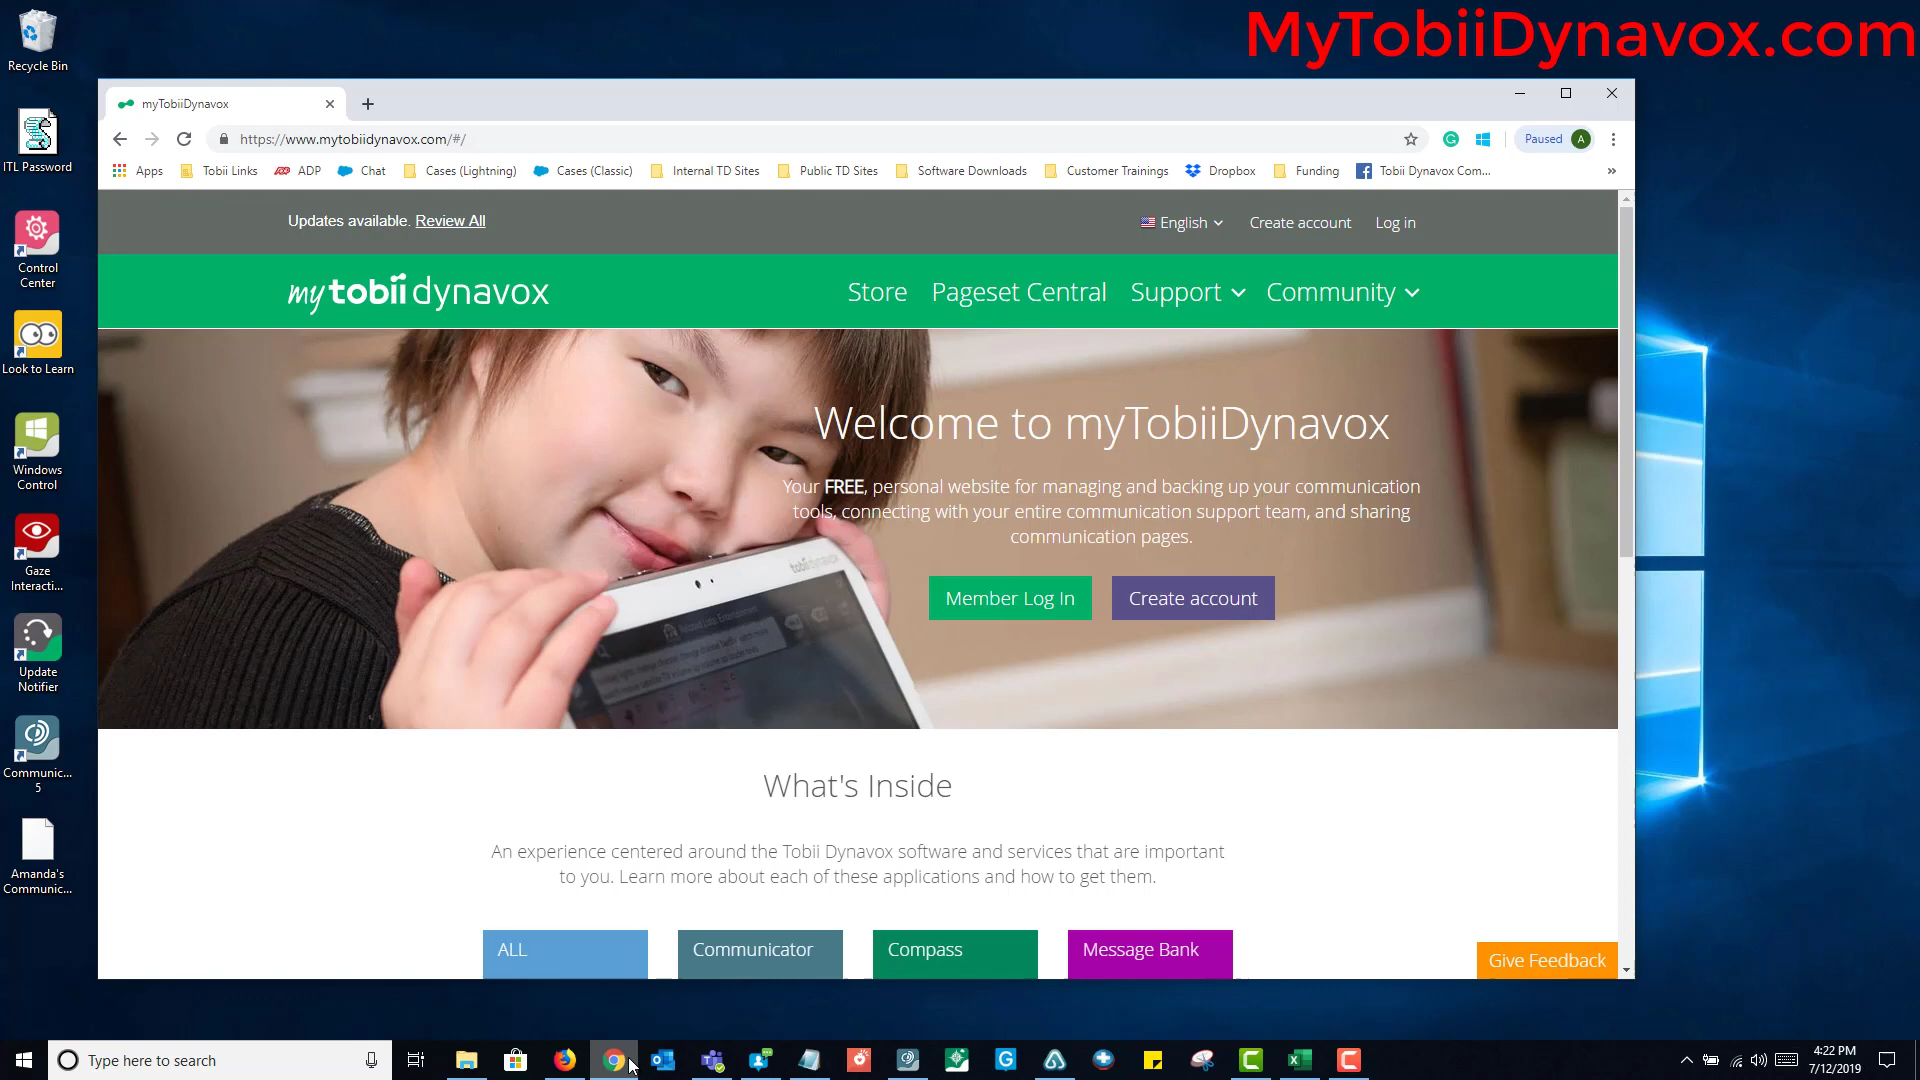 MyTobiiDynavox.com
Recycle Bin
ITL Password
Control
Center
Look to Learn
Windows
Control
Gaze
Interacti...
Update
Notifier
Communic...
5
Amanda's
Communic...
myTobiiDynavox
https://www.mytobiidynavox.com/#/
Paused A
Apps Tobii Links ADP Chat Cases (Lightning) Cases (Classic) Internal TD Sites Public TD Sites Software Downloads Customer Trainings Dropbox Funding Tobii Dynavox Com... »
Updates available. Review All
English Create account Log in
my tobii dynavox
Store Pageset Central Support Community
Welcome to myTobiiDynavox
Your FREE, personal website for managing and backing up your communication
tools, connecting with your entire communication support team, and sharing
communication pages.
Member Log In Create account
tobii dynavox
What's Inside
An experience centered around the Tobii Dynavox software and services that are important
to you. Learn more about each of these applications and how to get them.
ALL Communicator Compass Message Bank
Give Feedback
Type here to search
4:22 PM
7/12/2019